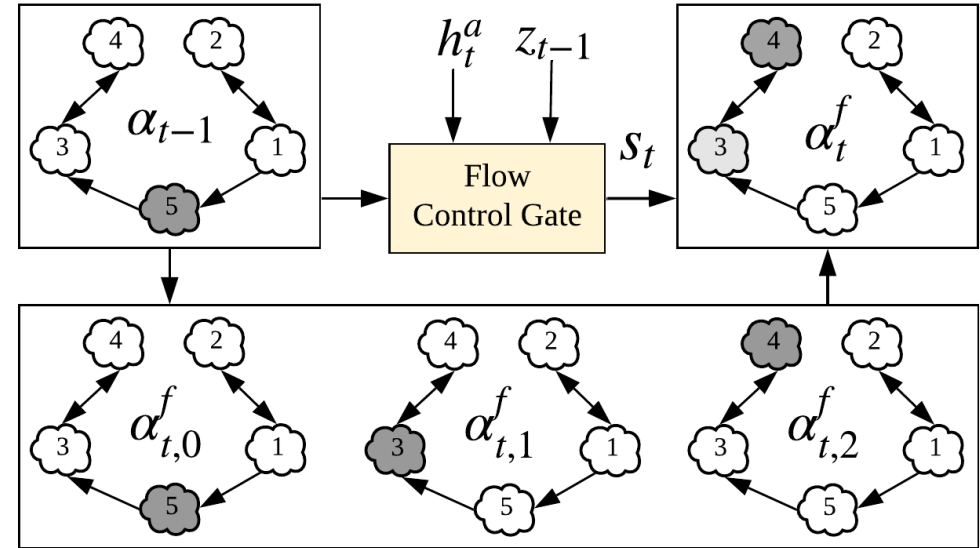 4 2
α_{t−1}
3 1
5
h_t^a z_{t−1}
Flow
Control Gate
s_t
4 2
α_t^f
3 1
5
4 2
α_{t,0}^f
3 1
5
4 2
α_{t,1}^f
3 1
5
4 2
α_{t,2}^f
3 1
5